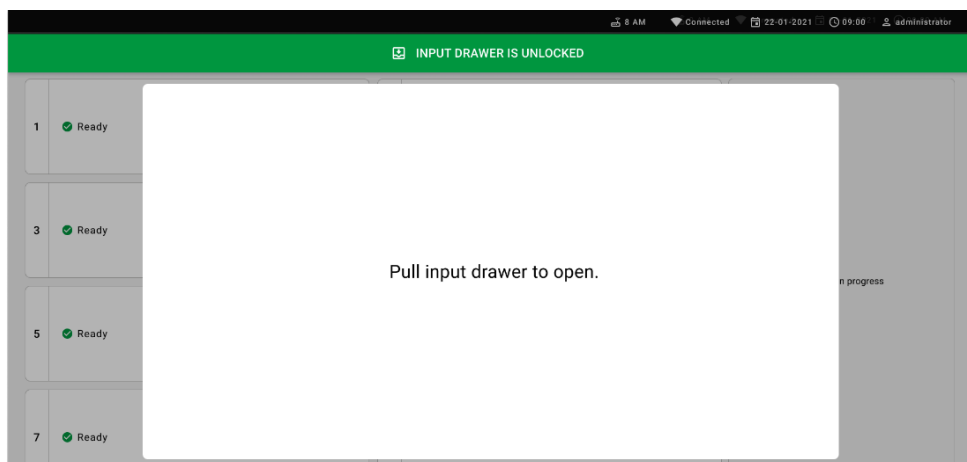 8 AM Connected 22-01-2021 09:00 administrator
INPUT DRAWER IS UNLOCKED
1 Ready
3 Ready
Pull input drawer to open.
n progress
5 Ready
7 Ready